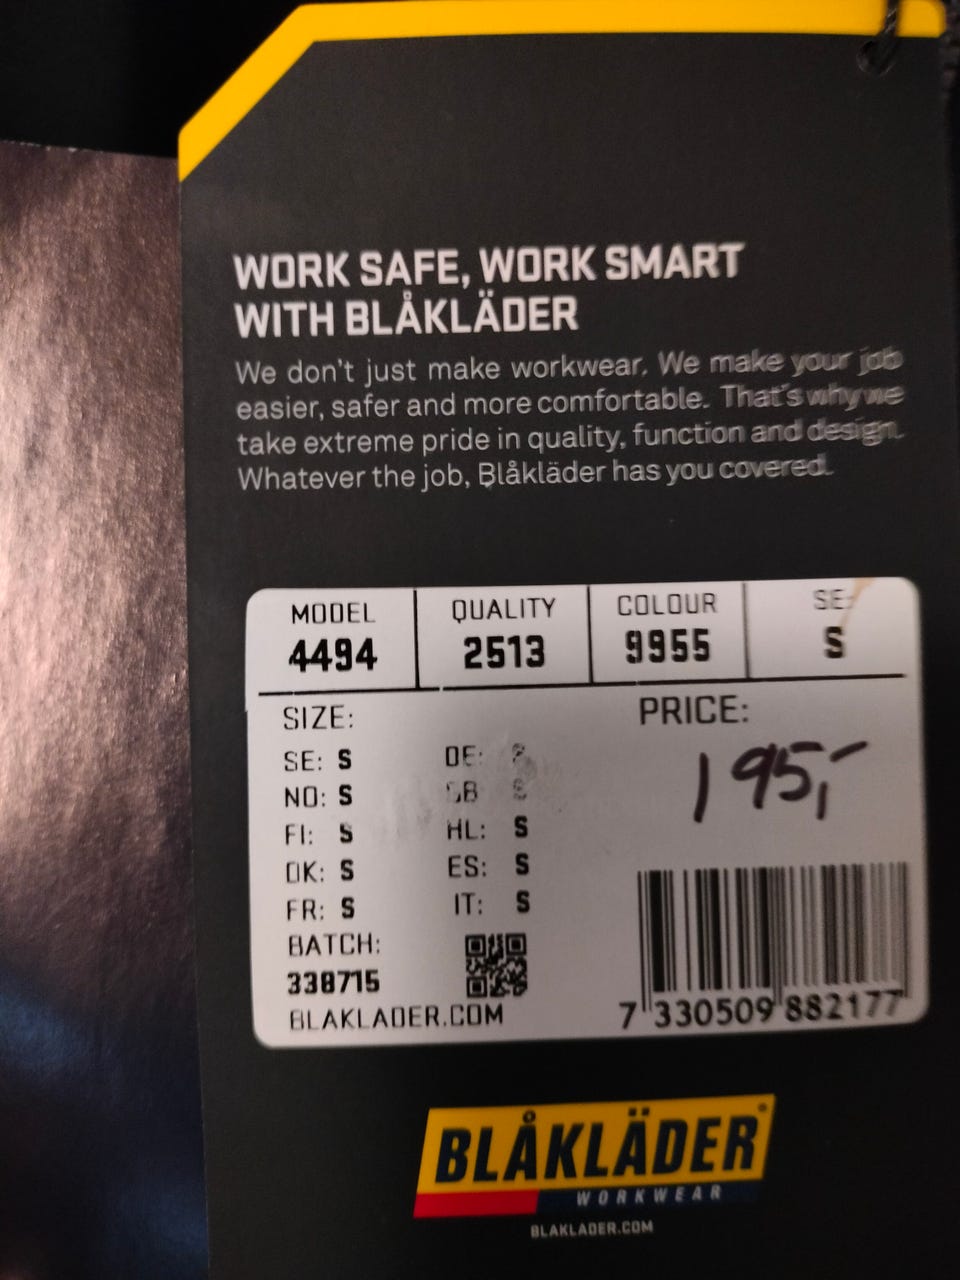 WORK SAFE, WORK SMART
WITH BLÅKLÄDER
We don't just make workwear. We make your job
easier, safer and more comfortable. That's why we
take extreme pride in quality, function and design.
Whatever the job, Blåkläder has you covered.
MODEL QUALITY COLOUR SE:
4494 2513 9955 S
SIZE: PRICE:
SE: S DE:
NO: S GB
FI: S HL: S
DK: S ES: S
FR: S IT: S
195,-
BATCH:
338715
BLAKLADER.COM
7 330509 882177
BLÅKLÄDER
WORKWEAR
BLAKLADER.COM